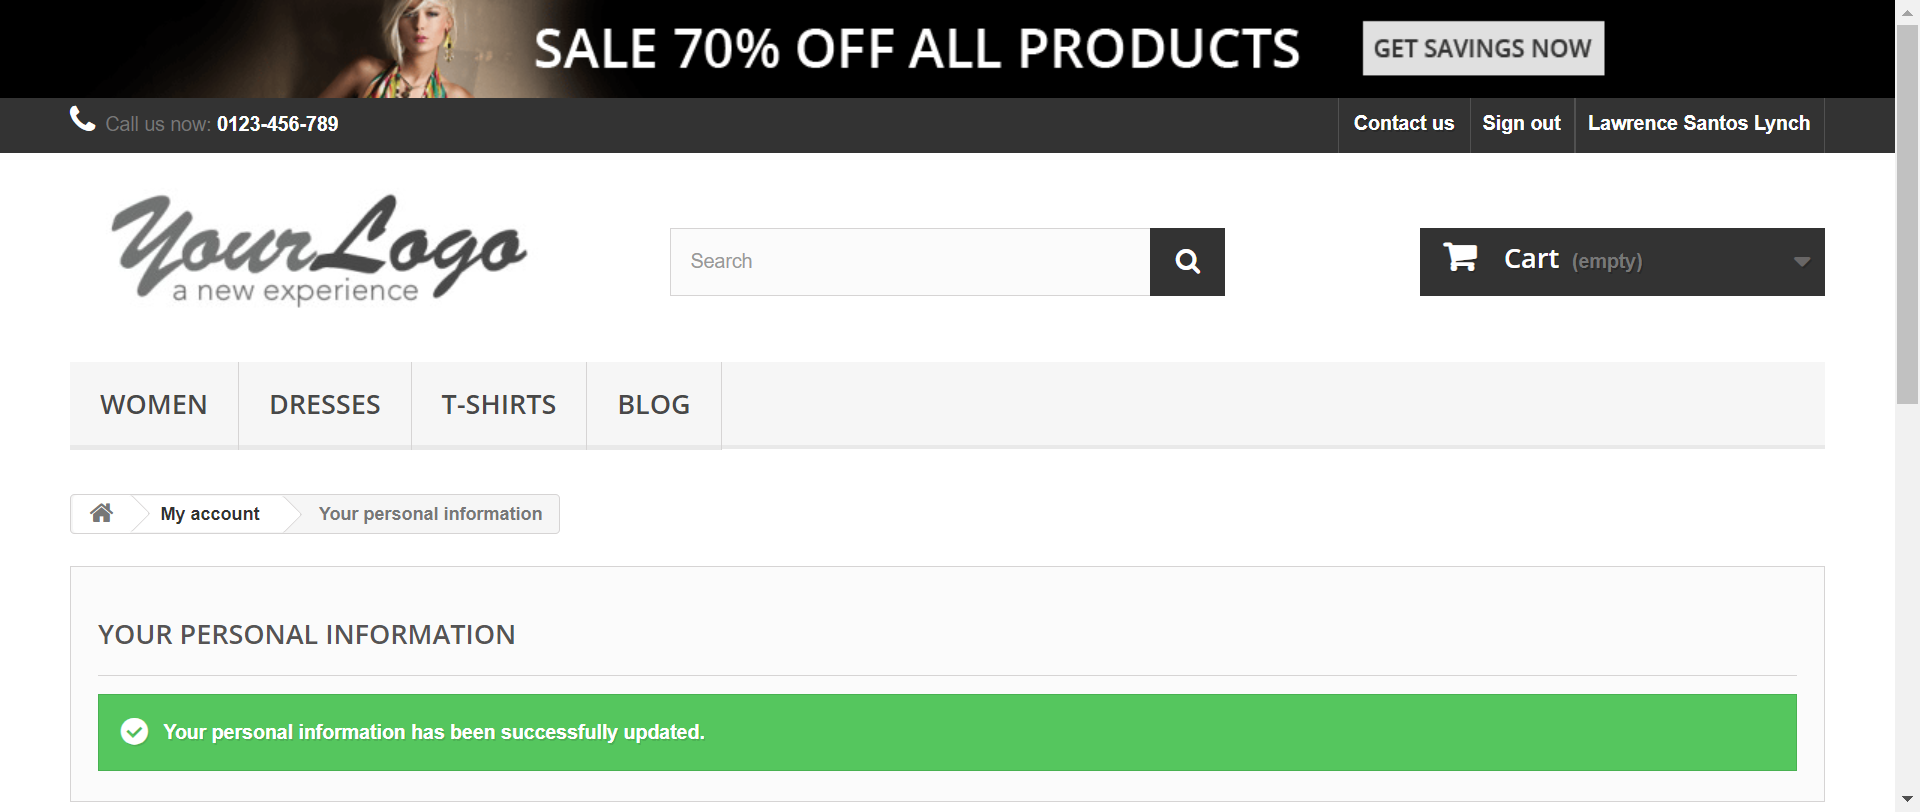 SALE 70% OFF ALL PRODUCTS GET SAVINGS NOW
Call us now: 0123-456-789 Contact us Sign out Lawrence Santos Lynch
YourLogo
a new experience
Search
Cart (empty)
WOMEN DRESSES T-SHIRTS BLOG
My account Your personal information
YOUR PERSONAL INFORMATION
Your personal information has been successfully updated.